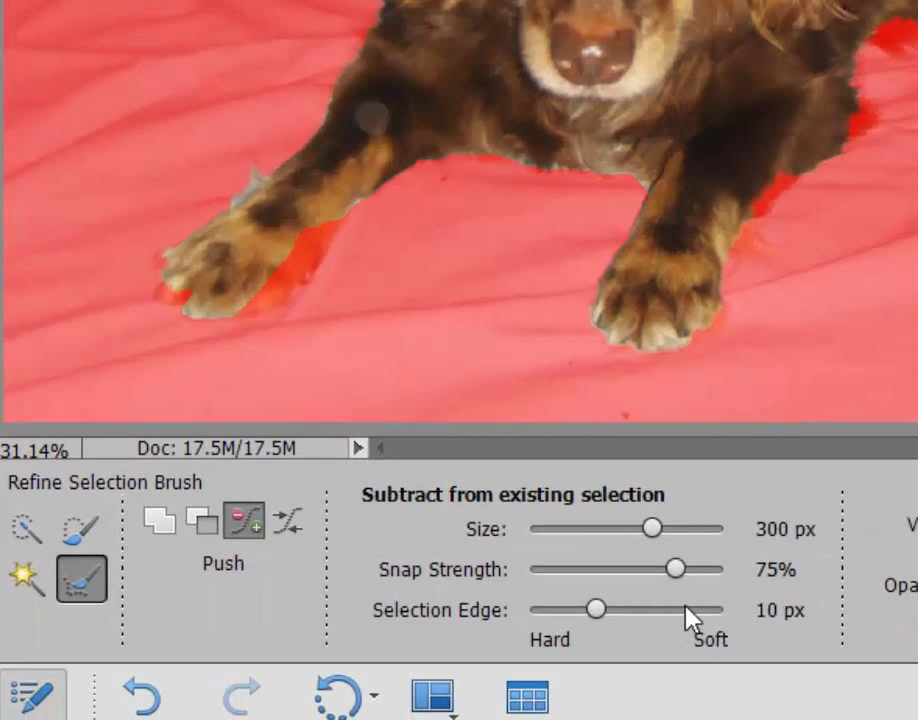 31.14%
Doc: 17.5M/17.5M
Refine Selection Brush
Push
Subtract from existing selection
Size: 300 px
Snap Strength: 75%
Selection Edge: 10 px
Hard Soft